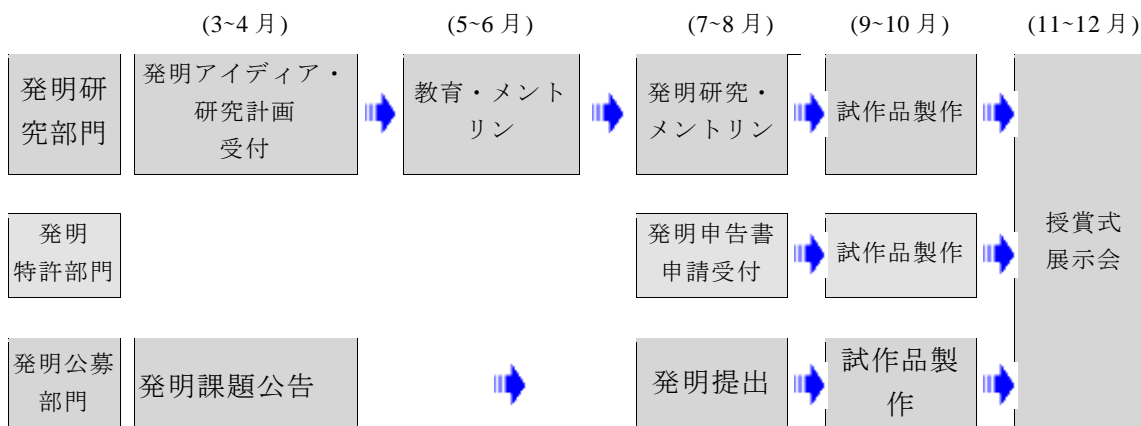 (3~4 月)
(5~6 月)
(7~8 月)
(9~10 月)
(11~12 月)
発明研
究部門
発明アイディア・
研究計画
受付
教育・メント
リン
発明研究・
メントリン
試作品製作
発明
特許部門
発明申告書
申請受付
試作品製作
授賞式
展示会
発明公募
部門
発明課題公告
発明提出
試作品製
作